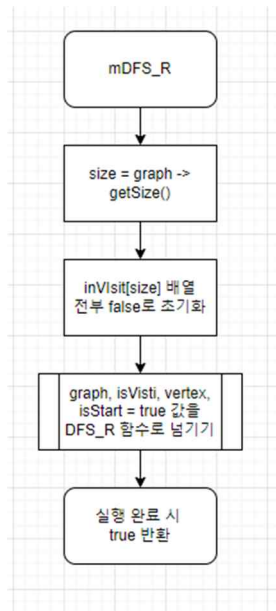 mDFS_R
size = graph ->
getSize()
inVIsit[size] 배열
전부 false로 초기화
graph, isVisti, vertex,
isStart = true 값을
DFS_R 함수로 넘기기
실행 완료 시
true 반환